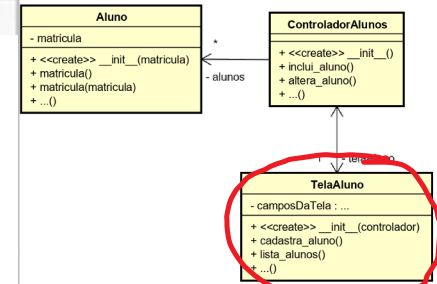 Aluno
- matricula
+ <<create>> __init__(matricula)
+ matricula()
+ matricula(matricula)
+ ...()
*
- alunos
ControladorAlunos
+ <<create>> __init__()
+ inclui_aluno()
+ altera_aluno()
+ ...()
TelaAluno
- camposDaTela : ...
+ <<create>> __init__(controlador)
+ cadastra_aluno()
+ lista_alunos()
+ ...()